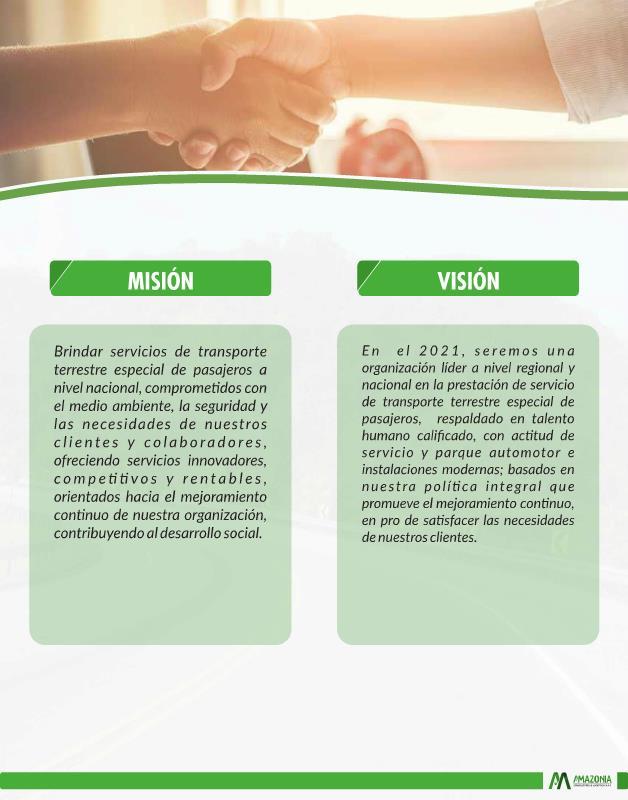 MISIÓN
Brindar servicios de transporte
terrestre especial de pasajeros a
nivel nacional, comprometidos con
el medio ambiente, la seguridad y
las necesidades de nuestros
clientes y colaboradores,
ofreciendo servicios innovadores,
competitivos y rentables,
orientados hacia el mejoramiento
continuo de nuestra organización,
contribuyendo al desarrollo social.
VISIÓN
En el 2021, seremos una
organización líder a nivel regional y
nacional en la prestación de servicio
de transporte terrestre especial de
pasajeros, respaldado en talento
humano calificado, con actitud de
servicio y parque automotor e
instalaciones modernas; basados en
nuestra política integral que
promueve el mejoramiento continuo,
en pro de satisfacer las necesidades
de nuestros clientes.
AMAZONIA